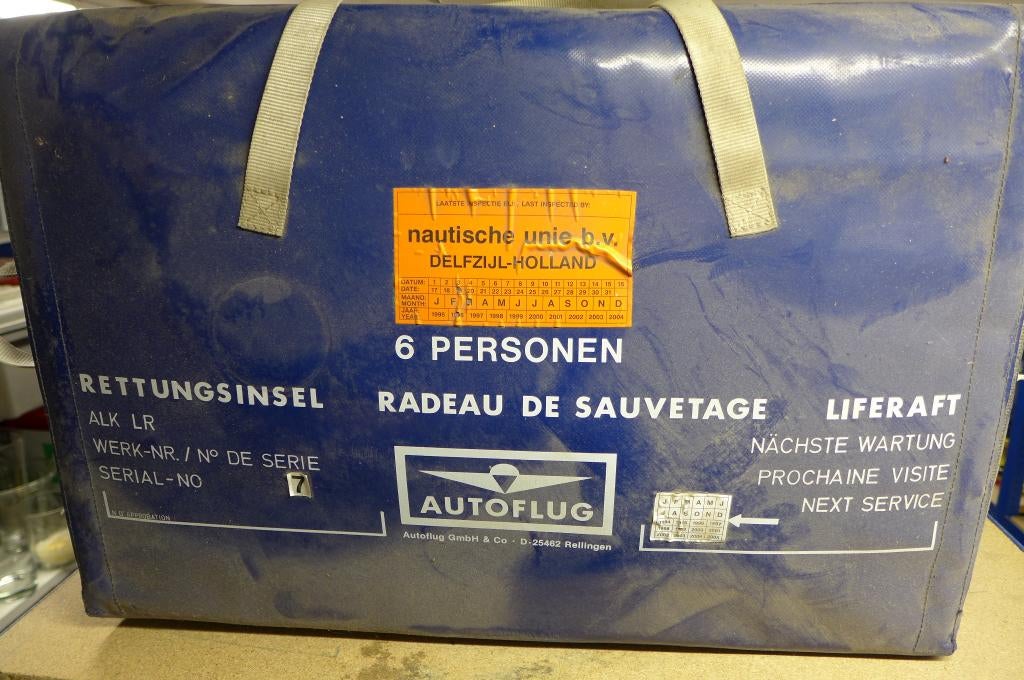 LAATSTE INSPECTIE BIJ: LAST INSPECTED BY:
nautische unie b.v.
DELFZIJL-HOLLAND
DATUM: 1 2 3 4 5 6 7 8 9 10 11 12 13 14 15 16
DATE: 17 18 20 21 22 23 24 25 26 27 28 29 30 31
MAAND: MONTH: J F A M J J A S O N D
JAAR: YEAR: 1995 1996 1997 1998 1999 2000 2001 2002 2003 2004
6 PERSONEN
RETTUNGSINSEL RADEAU DE SAUVETAGE LIFERAFT
ALK LR
WERK-NR. / Nº DE SERIE
SERIAL-NO 7
N D'APPROBATION
AUTOFLUG
Autoflug GmbH & Co · D-25462 Rellingen
NÄCHSTE WARTUNG
PROCHAINE VISITE
NEXT SERVICE
J F M A M J
J A S O N D